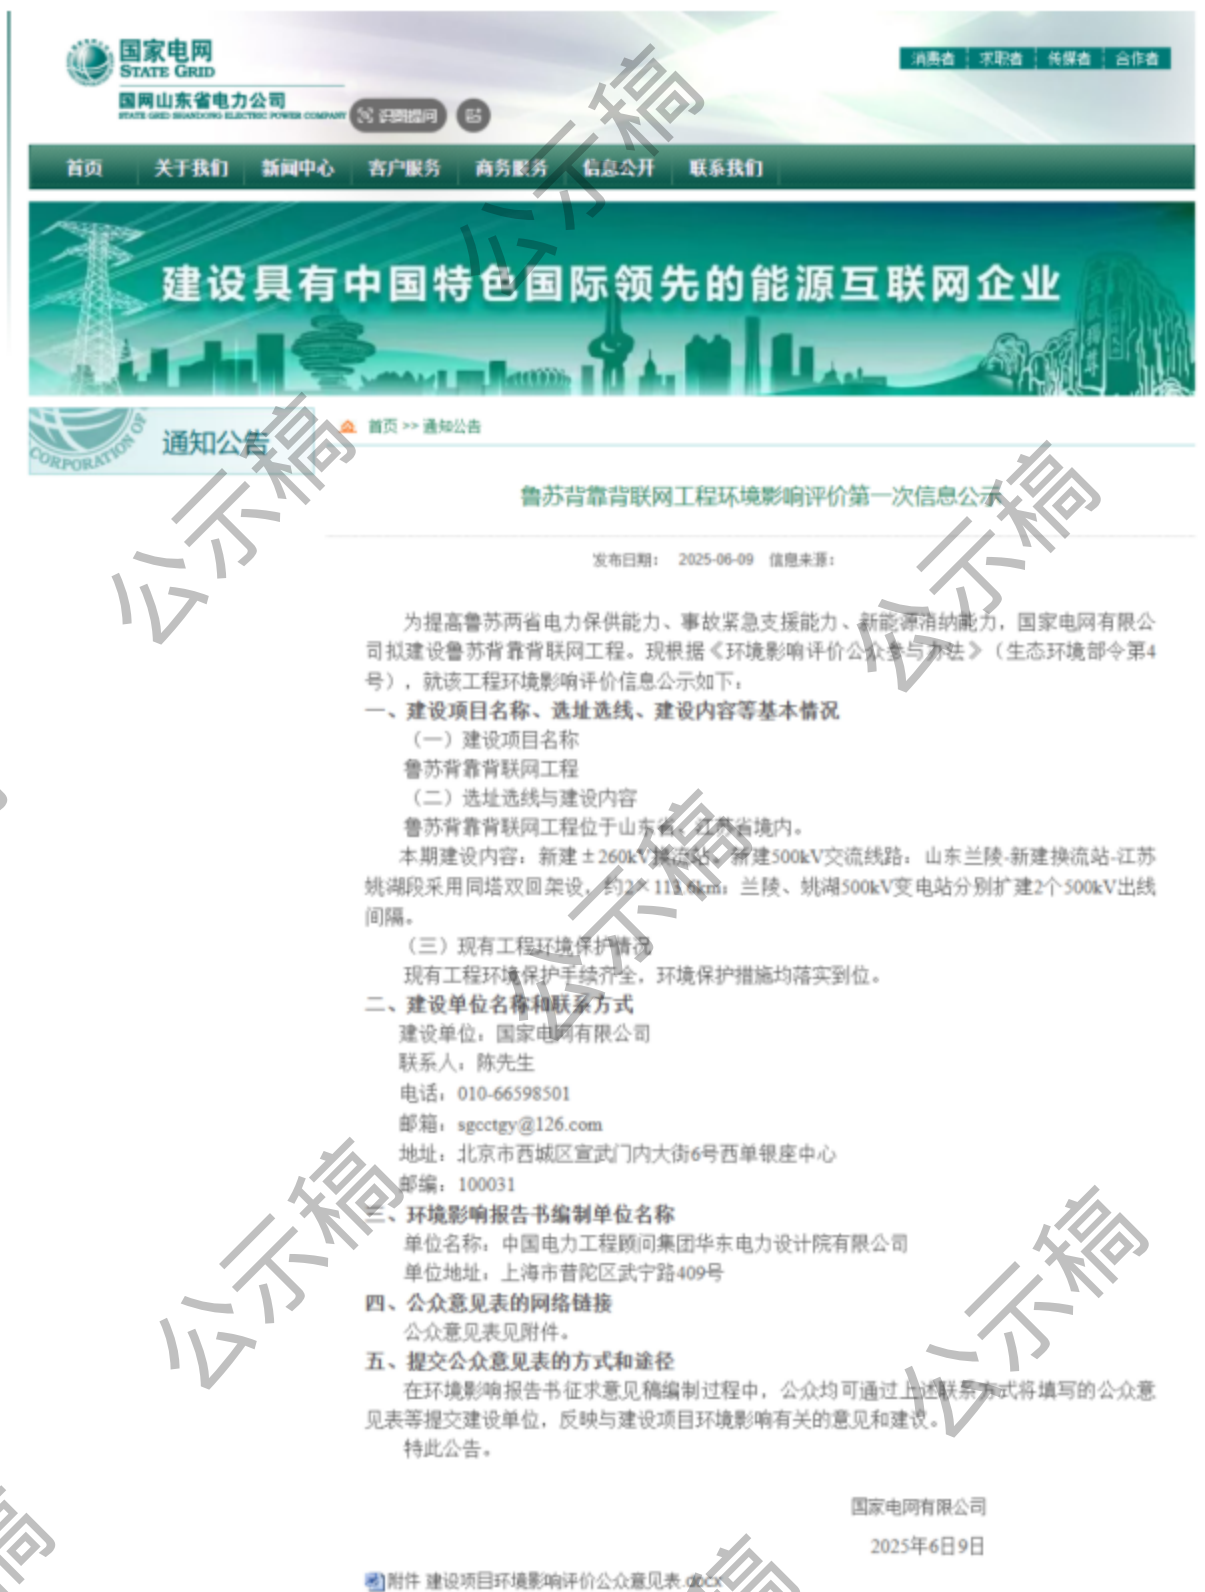 国家电网
STATE GRID
国网山东省电力公司
STATE GRID SHANDONG ELECTRIC POWER COMPANY
识图提问
消费者 求职者 传媒者 合作者
首页 关于我们 新闻中心 客户服务 商务服务 信息公开 联系我们
建设具有中国特色国际领先的能源互联网企业
CORPORATION OF
通知公告
首页 >> 通知公告
鲁苏背靠背联网工程环境影响评价第一次信息公示
发布日期： 2025-06-09 信息来源：
为提高鲁苏两省电力保供能力、事故紧急支援能力、新能源消纳能力，国家电网有限公
司拟建设鲁苏背靠背联网工程。现根据《环境影响评价公众参与办法》（生态环境部令第4
号），就该工程环境影响评价信息公示如下：
一、建设项目名称、选址选线、建设内容等基本情况
（一）建设项目名称
鲁苏背靠背联网工程
（二）选址选线与建设内容
鲁苏背靠背联网工程位于山东省、江苏省境内。
本期建设内容：新建±260kV换流站。新建500kV交流线路：山东兰陵-新建换流站-江苏
姚湖段采用同塔双回架设，约2×113.6km；兰陵、姚湖500kV变电站分别扩建2个500kV出线
间隔。
（三）现有工程环境保护情况
现有工程环境保护手续齐全，环境保护措施均落实到位。
二、建设单位名称和联系方式
建设单位：国家电网有限公司
联系人：陈先生
电话：010-66598501
邮箱：sgcctgy@126.com
地址：北京市西城区宣武门内大街6号西单银座中心
邮编：100031
三、环境影响报告书编制单位名称
单位名称：中国电力工程顾问集团华东电力设计院有限公司
单位地址：上海市普陀区武宁路409号
四、公众意见表的网络链接
公众意见表见附件。
五、提交公众意见表的方式和途径
在环境影响报告书征求意见稿编制过程中，公众均可通过上述联系方式将填写的公众意
见表等提交建设单位，反映与建设项目环境影响有关的意见和建议。
特此公告。
国家电网有限公司
2025年6月9日
附件 建设项目环境影响评价公众意见表.docx
公示稿
公示稿
公示稿
公示稿
公示稿
公示稿
稿
稿